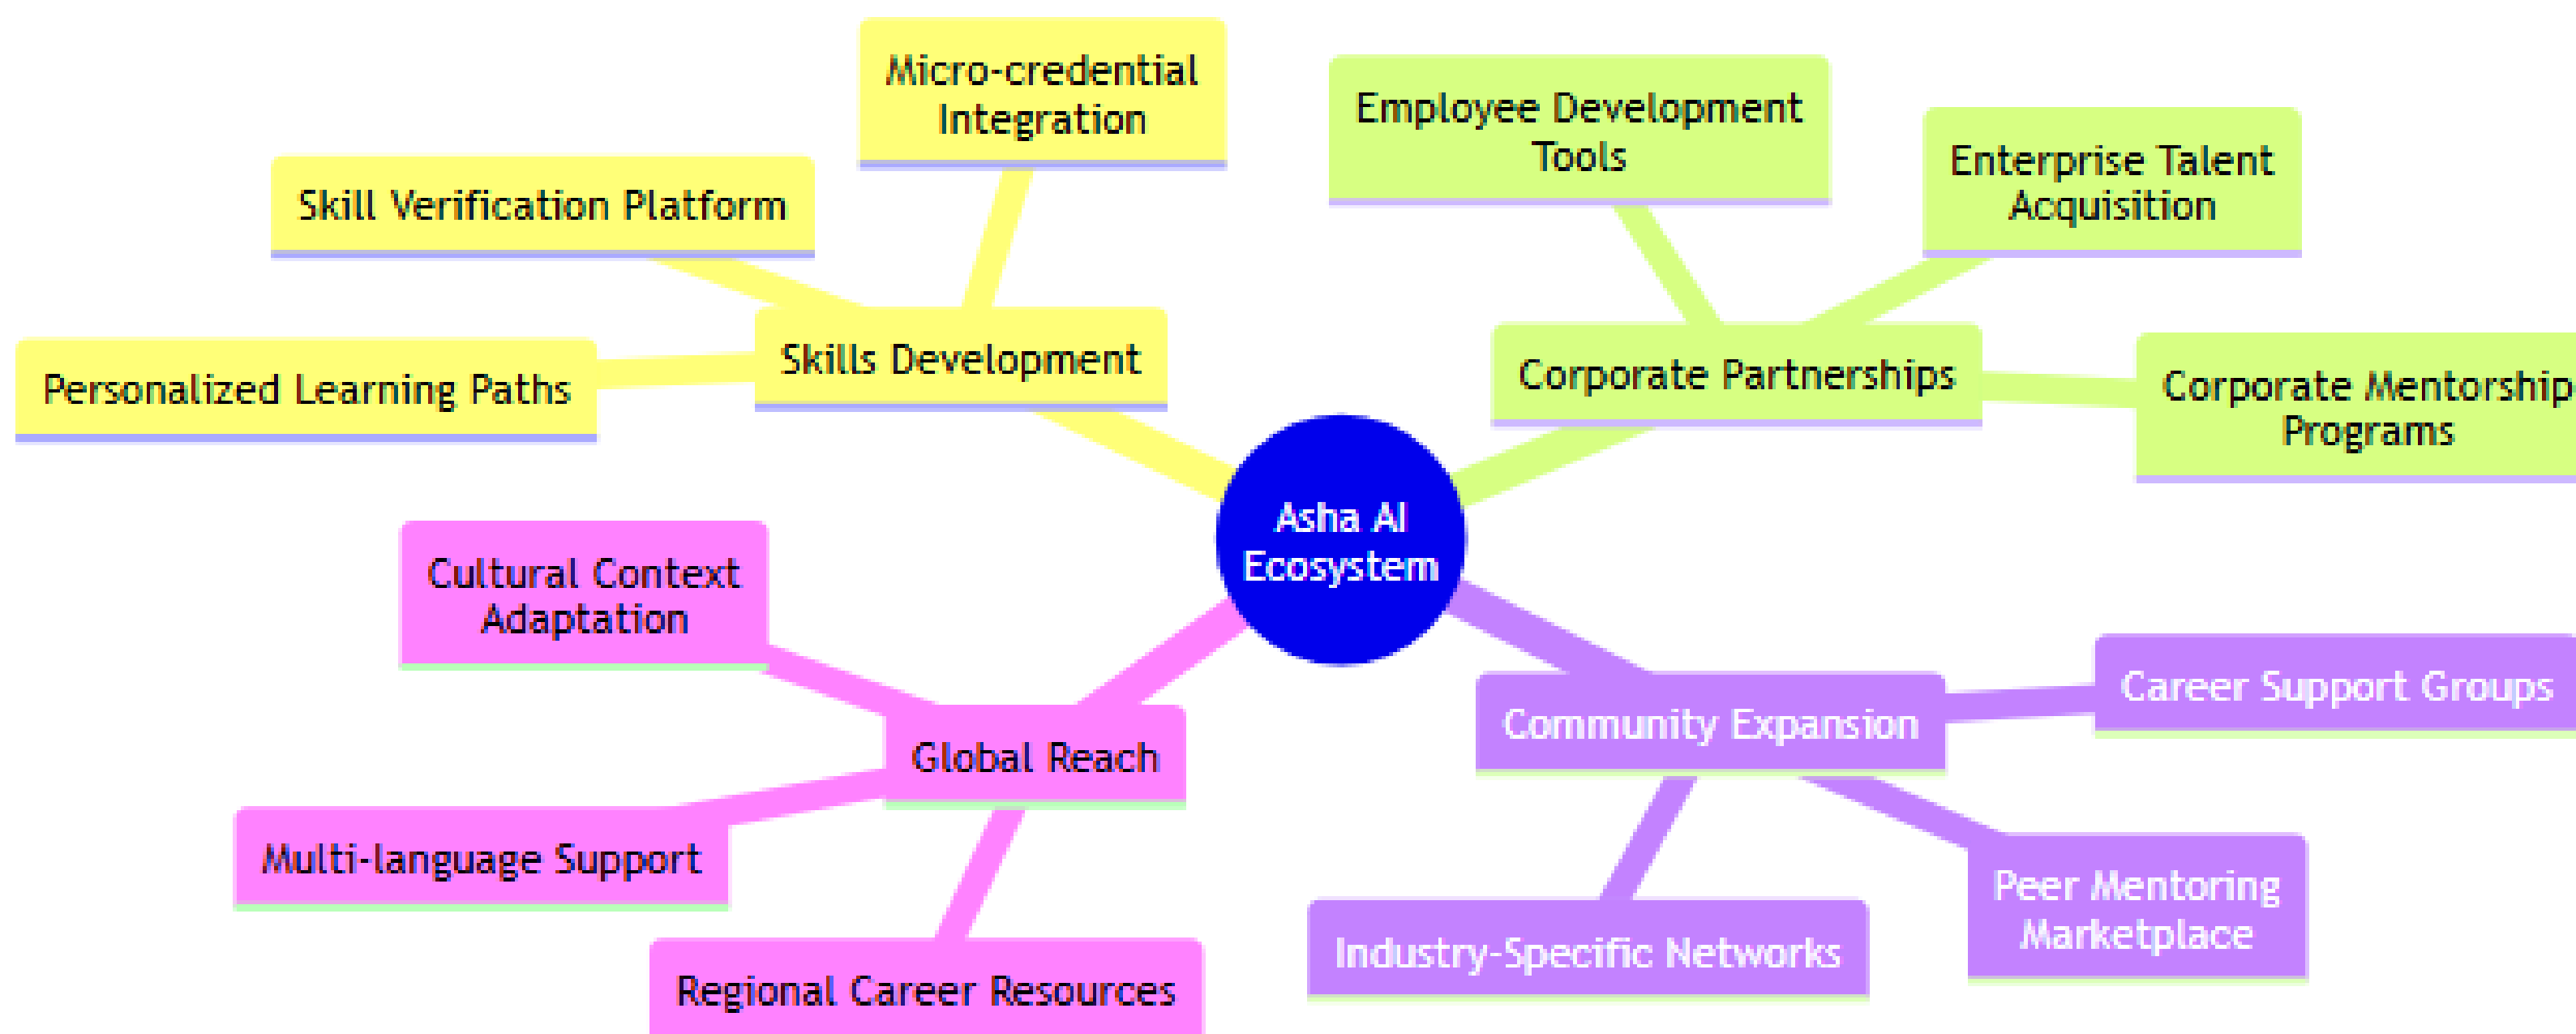 Micro-credential
Integration
Skill Verification Platform
Personalized Learning Paths
Skills Development
Employee Development
Tools
Enterprise Talent
Acquisition
Corporate Partnerships
Corporate Mentorship
Programs
Asha AI
Ecosystem
Cultural Context
Adaptation
Global Reach
Multi-language Support
Regional Career Resources
Community Expansion
Career Support Groups
Peer Mentoring
Marketplace
Industry-Specific Networks